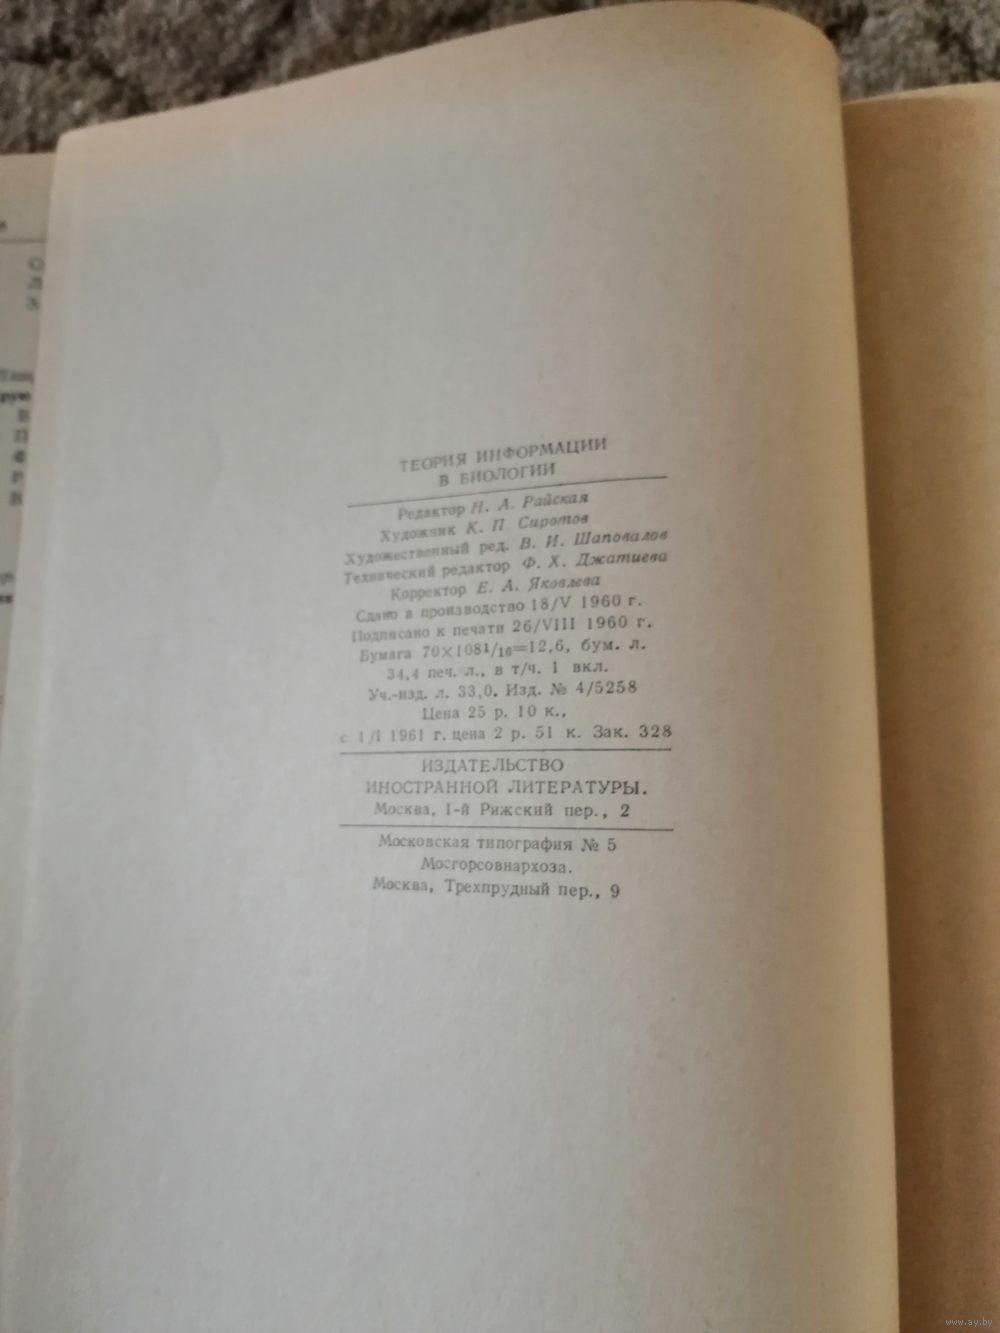 ТЕОРИЯ ИНФОРМАЦИИ
В БИОЛОГИИ
Редактор Н. А. Райская
Художник К. П. Сиротов
Художественный ред. В. И. Шаповалов
Технический редактор Ф. Х. Джатиева
Корректор Е. А. Яковлева
Сдано в производство 18/V 1960 г.
Подписано к печати 26/VIII 1960 г.
Бумага 70×108¹/₁₆=12,6, бум. л.
34,4 печ. л., в т/ч. 1 вкл.
Уч.-изд. л. 33,0. Изд. № 4/5258
Цена 25 р. 10 к.,
с 1/I 1961 г. цена 2 р. 51 к. Зак. 328
ИЗДАТЕЛЬСТВО
ИНОСТРАННОЙ ЛИТЕРАТУРЫ.
Москва, 1-й Рижский пер., 2
Московская типография № 5
Мосгорсовнархоза.
Москва, Трехпрудный пер., 9
www.ay.by